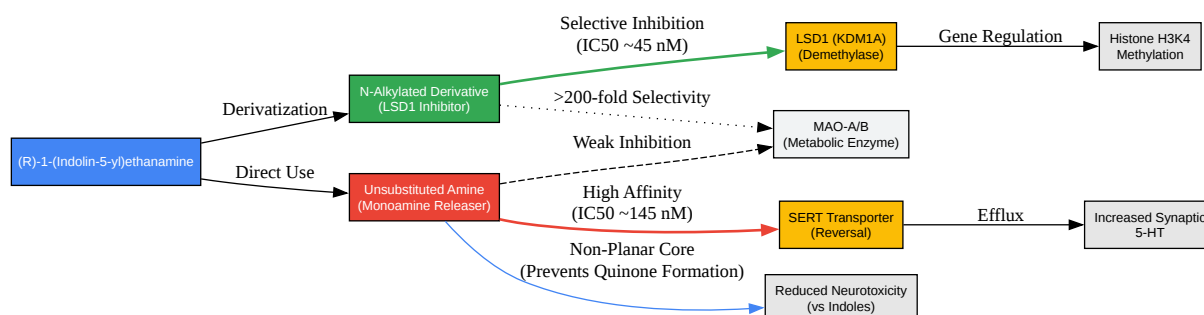 Selective Inhibition
(IC50 ~45 nM)
LSD1 (KDM1A)
(Demethylase)
Gene Regulation
Histone H3K4
Methylation
N-Alkylated Derivative
(LSD1 Inhibitor)
>200-fold Selectivity
Derivatization
MAO-A/B
(Metabolic Enzyme)
Weak Inhibition
(R)-1-(Indolin-5-yl)ethanamine
Direct Use
Unsubstituted Amine
(Monoamine Releaser)
High Affinity
(IC50 ~145 nM)
SERT Transporter
(Reversal)
Efflux
Increased Synaptic
5-HT
Non-Planar Core
(Prevents Quinone Formation)
Reduced Neurotoxicity
(vs Indoles)